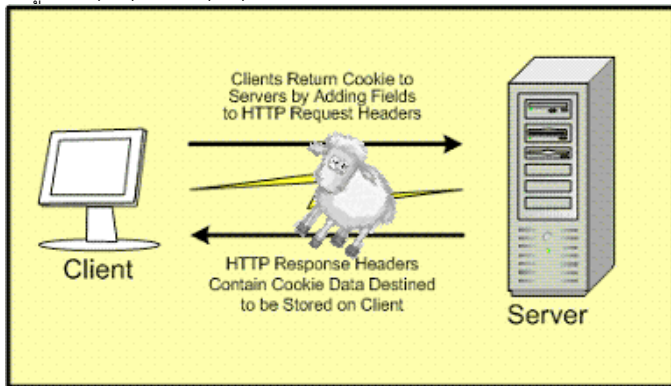 Clients Return Cookie to
Servers by Adding Fields
to HTTP Request Headers
Client
HTTP Response Headers
Contain Cookie Data Destined
to be Stored on Client
Server